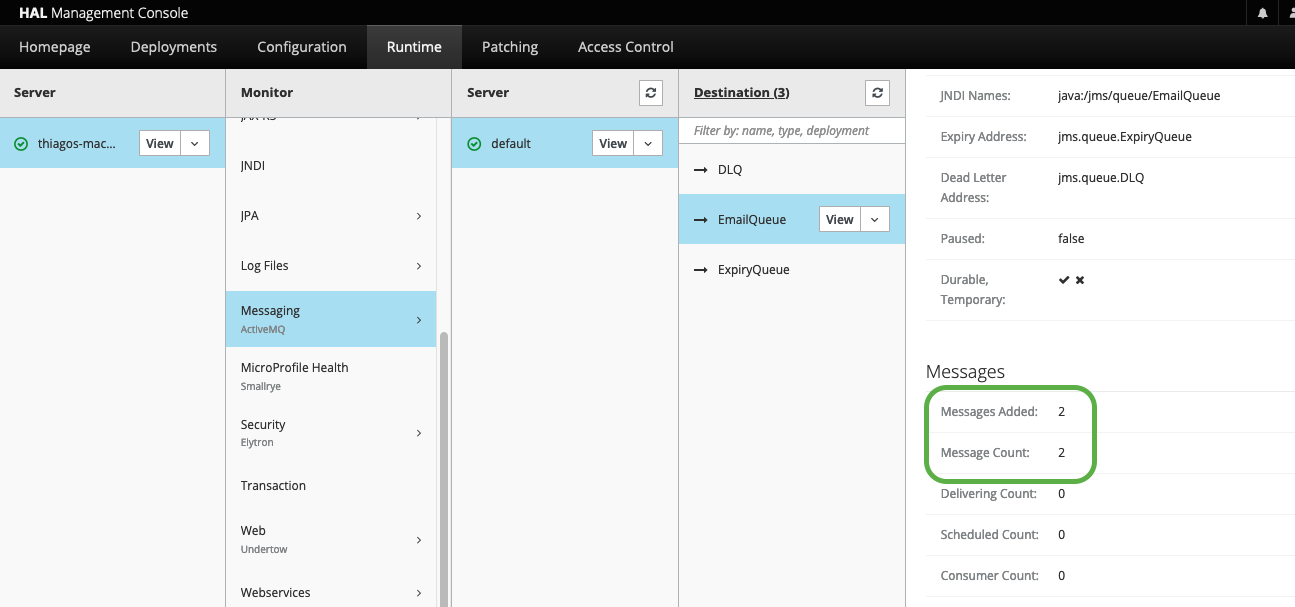 HAL Management Console
Homepage Deployments Configuration Runtime Patching Access Control
Server
thiagos-mac... View
Monitor
JAX-RS
JNDI
JPA
Log Files
Messaging
ActiveMQ
MicroProfile Health
Smallrye
Security
Elytron
Transaction
Web
Undertow
Webservices
Server
default View
Destination (3)
Filter by: name, type, deployment
DLQ
EmailQueue View
ExpiryQueue
JNDI Names: java:/jms/queue/EmailQueue
Expiry Address: jms.queue.ExpiryQueue
Dead Letter
Address: jms.queue.DLQ
Paused: false
Durable,
Temporary:
Messages
Messages Added: 2
Message Count: 2
Delivering Count: 0
Scheduled Count: 0
Consumer Count: 0